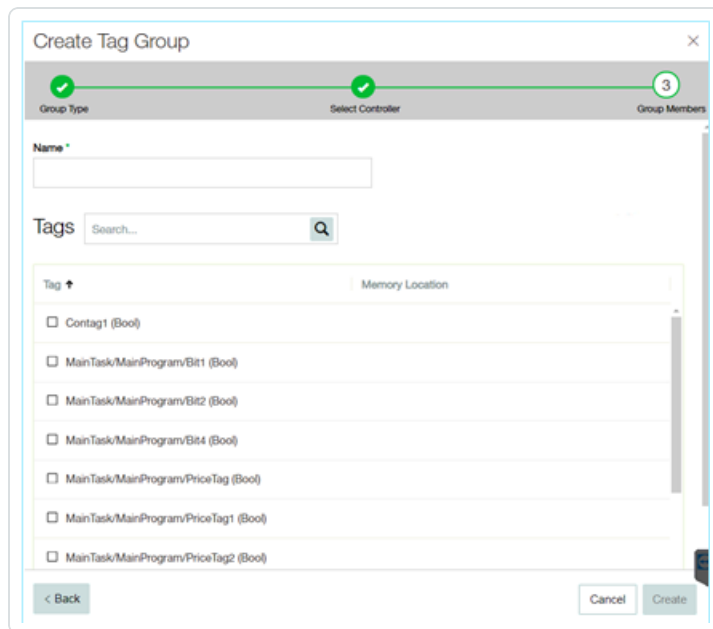 Create Tag Group
3
Group Type Select Controller Group Members
Name *
Tags Search...
Tag Memory Location
Contag1 (Bool)
MainTask/MainProgram/Bit1 (Bool)
MainTask/MainProgram/Bit2 (Bool)
MainTask/MainProgram/Bit4 (Bool)
MainTask/MainProgram/PriceTag (Bool)
MainTask/MainProgram/PriceTag1 (Bool)
MainTask/MainProgram/PriceTag2 (Bool)
< Back Cancel Create